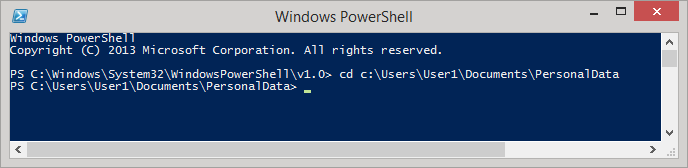 Windows PowerShell
Windows PowerShell
Copyright (C) 2013 Microsoft Corporation. All rights reserved.
PS C:\Windows\System32\WindowsPowerShell\v1.0> cd c:\Users\User1\Documents\PersonalData
PS C:\Users\User1\Documents\PersonalData>